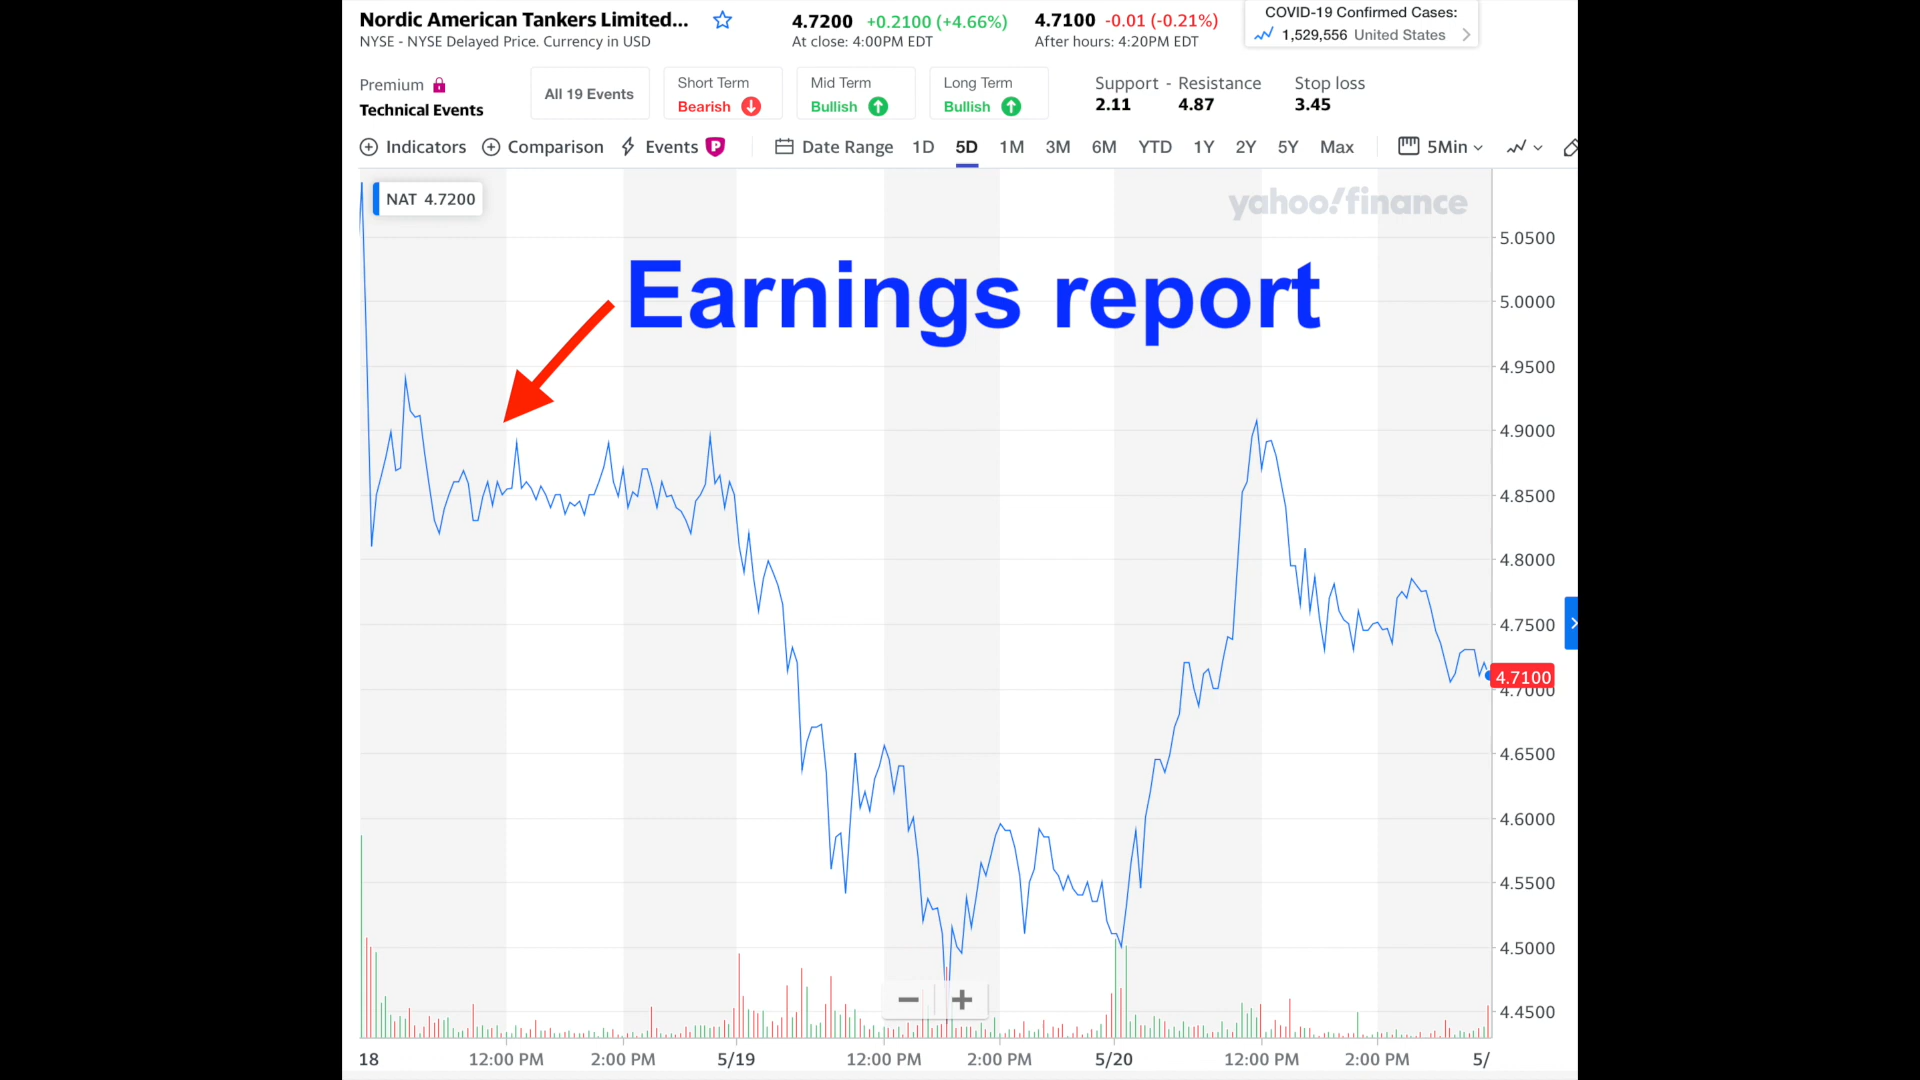 Nordic American Tankers Limited...
NYSE - NYSE Delayed Price. Currency in USD
4.7200 +0.2100 (+4.66%)
At close: 4:00PM EDT
4.7100 -0.01 (-0.21%)
After hours: 4:20PM EDT
COVID-19 Confirmed Cases:
1,529,556 United States
Premium
Technical Events
All 19 Events
Short Term
Bearish
Mid Term
Bullish
Long Term
Bullish
Support - Resistance
2.11 4.87
Stop loss
3.45
Indicators Comparison Events P Date Range 1D 5D 1M 3M 6M YTD 1Y 2Y 5Y Max 5Min
NAT 4.7200
yahoo!finance
Earnings report
5.0500
5.0000
4.9500
4.9000
4.8500
4.8000
4.7500
4.7100
4.7000
4.6500
4.6000
4.5500
4.5000
4.4500
18 12:00 PM 2:00 PM 5/19 12:00 PM 2:00 PM 5/20 12:00 PM 2:00 PM 5/